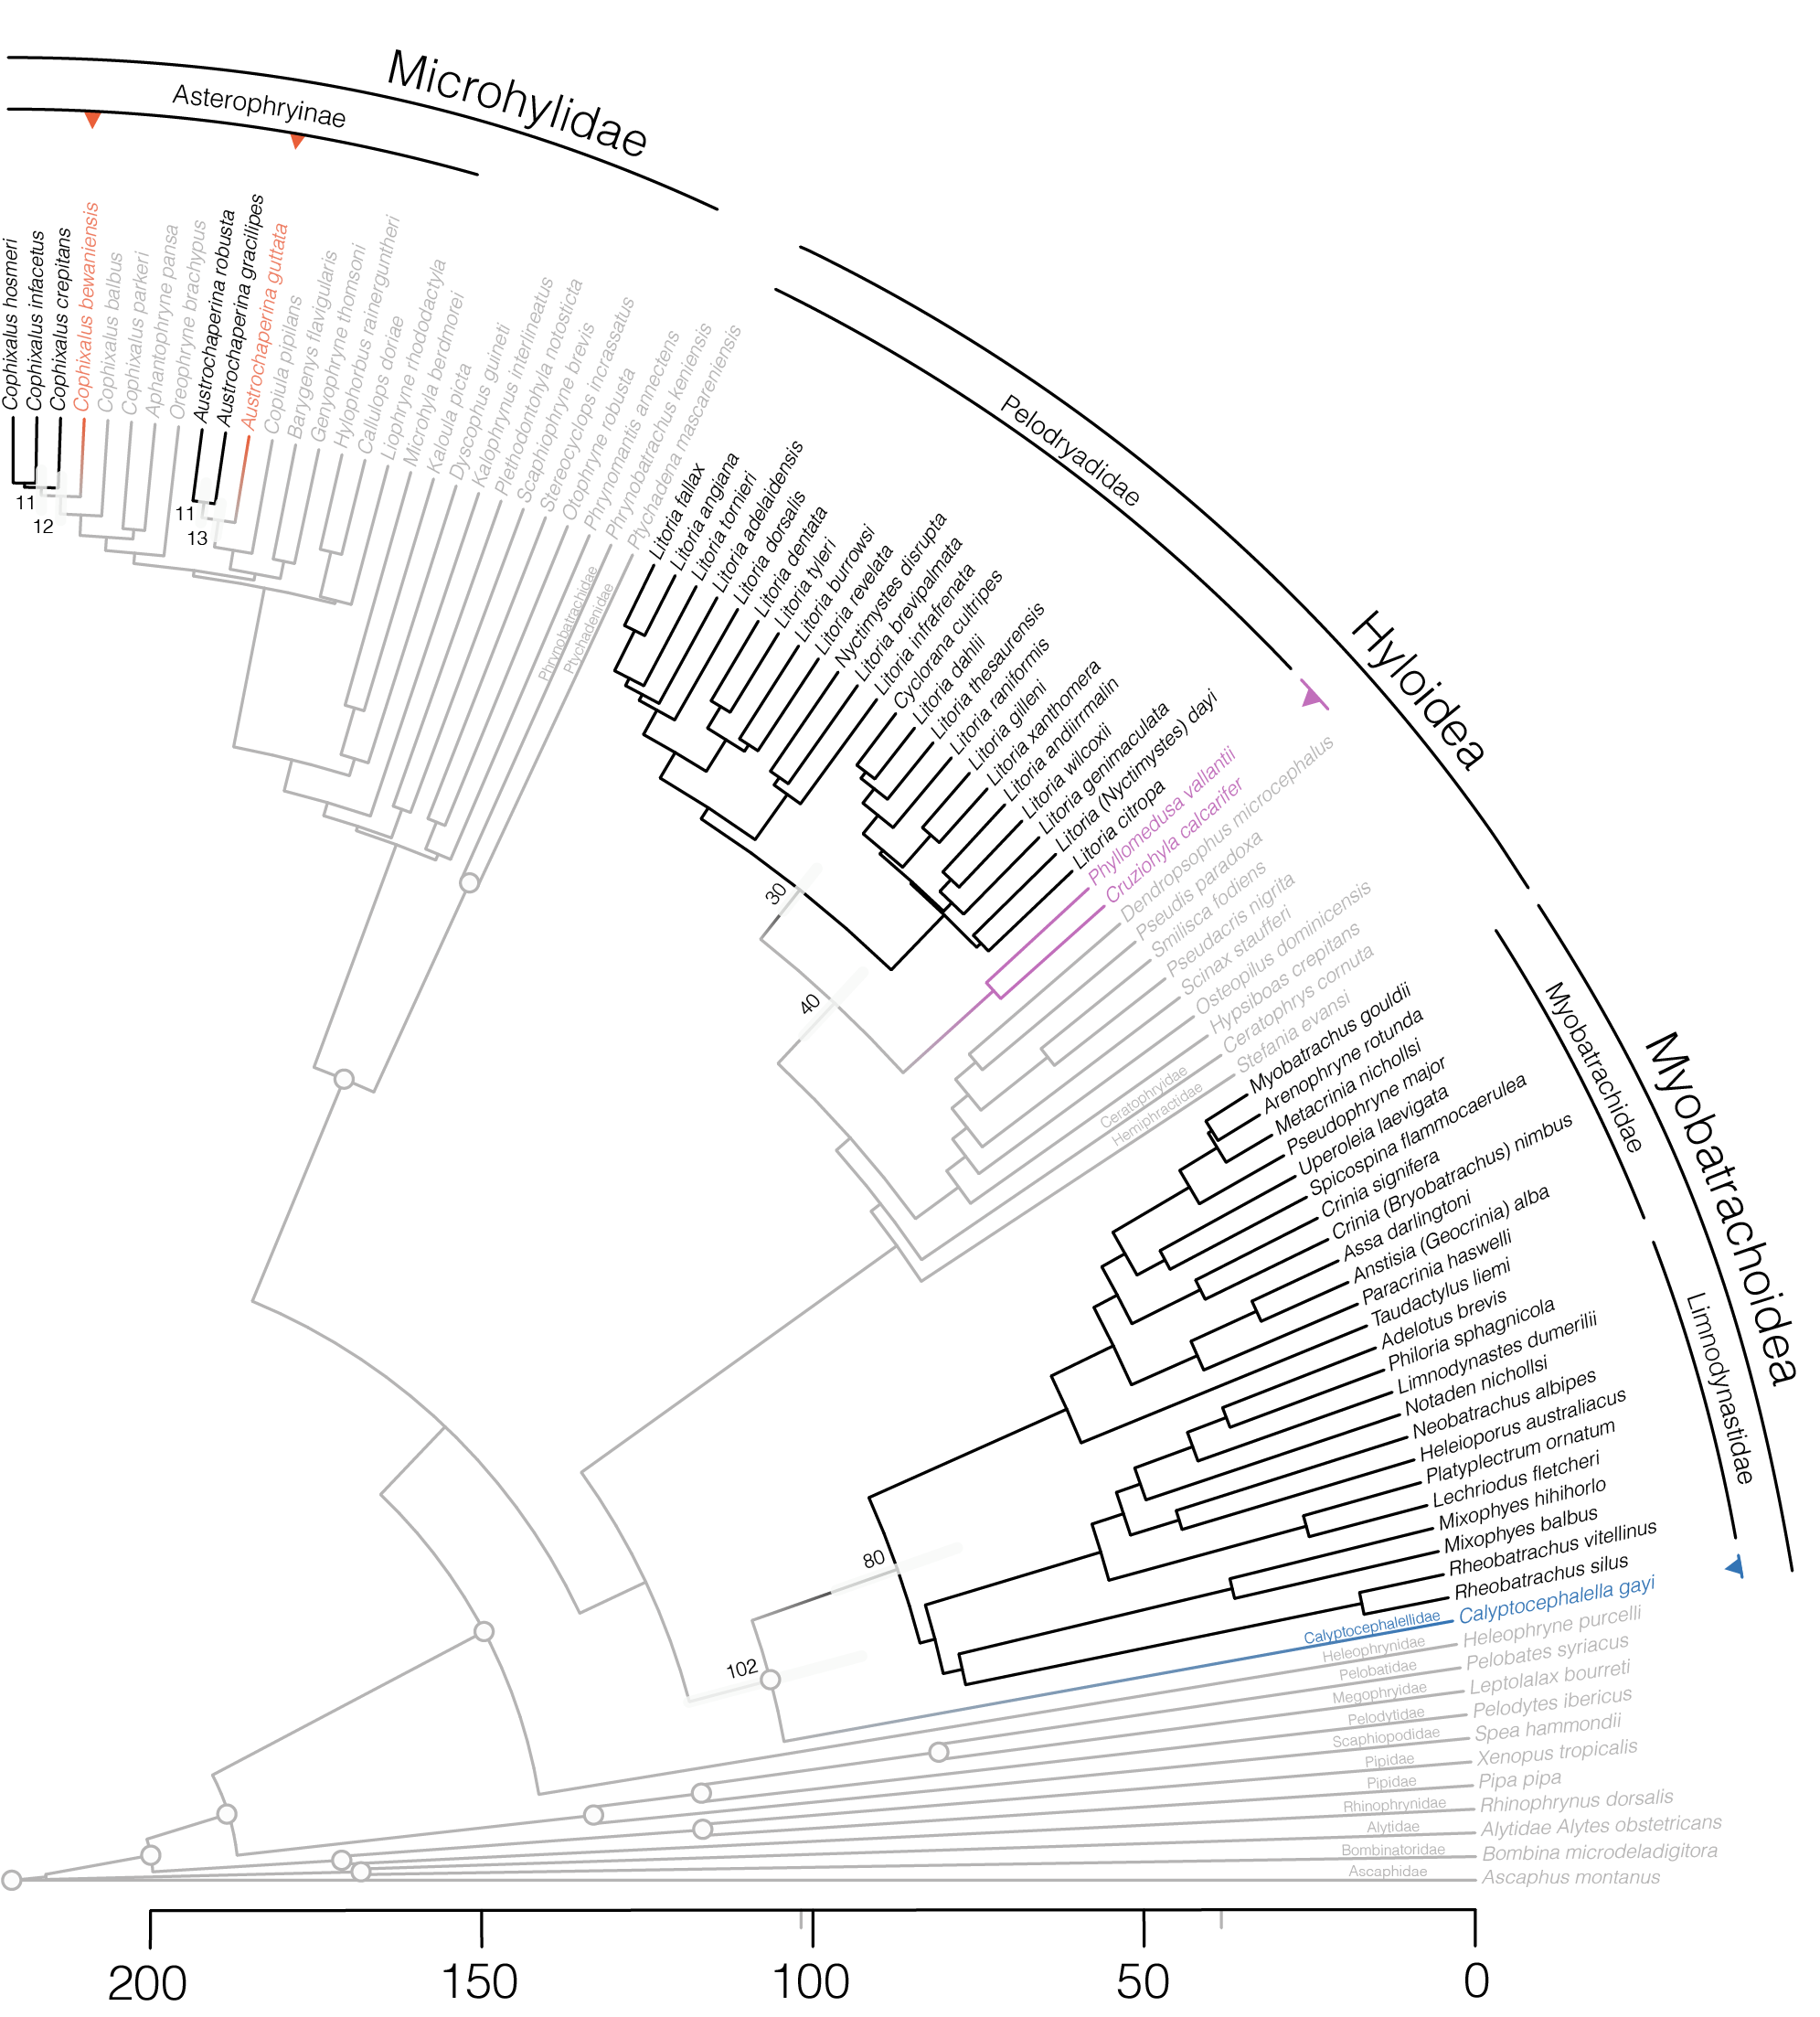 Microhylidae
Asterophryinae
Cophixalus hosmeri
Cophixalus infacetus
Cophixalus crepitans
Cophixalus bewaniensis
Cophixalus balbus
Cophixalus parkeri
Aphantophryne pansa
Oreophryne brachypus
Austrochaperina robusta
Austrochaperina gracilipes
Austrochaperina guttata
Copiula pipilans
Barygenys flavigularis
Genyophryne thomsoni
Hylophorbus rainerguntheri
Callulops doriae
Liophryne rhododactyla
Microhyla berdmorei
Kaloula picta
Dyscophus guineti
Kalophrynus interlineatus
Plethodontohyla notosticta
Scaphiophryne brevis
Stereocyclops incrassatus
Otophryne robusta
Phrynomantis annectens
Phrynobatrachus keniensis
Ptychadena mascareniensis
Phrynobatrachidae
Ptychadenidae
11
12
11
13
Hyloidea
Pelodryadidae
Litoria fallax
Litoria angiana
Litoria tornieri
Litoria adelaidensis
Litoria dorsalis
Litoria dentata
Litoria tyleri
Litoria burrowsi
Litoria revelata
Nyctimystes disrupta
Litoria brevipalmata
Litoria infrafrenata
Cyclorana cultripes
Litoria dahlii
Litoria thesaurensis
Litoria raniformis
Litoria gilleni
Litoria xanthomera
Litoria andiirrmalin
Litoria wilcoxii
Litoria genimaculata
Litoria (Nyctimystes) dayi
Litoria citropa
Phyllomedusa vallantii
Cruziohyla calcarifer
Dendropsophus microcephalus
Pseudis paradoxa
Smilisca fodiens
Pseudacris nigrita
Scinax staufferi
Osteopilus dominicensis
Hypsiboas crepitans
Ceratophrys cornuta
Stefania evansi
Ceratophryidae
Hemiphractidae
30
40
Myobatrachoidea
Myobatrachidae
Limnodynastidae
Myobatrachus gouldii
Arenophryne rotunda
Metacrinia nichollsi
Pseudophryne major
Uperoleia laevigata
Spicospina flammocaerulea
Crinia signifera
Crinia (Bryobatrachus) nimbus
Assa darlingtoni
Anstisia (Geocrinia) alba
Paracrinia haswelli
Taudactylus liemi
Adelotus brevis
Philoria sphagnicola
Limnodynastes dumerilii
Notaden nichollsi
Neobatrachus albipes
Heleioporus australiacus
Platyplectrum ornatum
Lechriodus fletcheri
Mixophyes hihihorlo
Mixophyes balbus
Rheobatrachus vitellinus
Rheobatrachus silus
80
102
Calyptocephalellidae Calyptocephalella gayi
Heleophrynidae Heleophryne purcelli
Pelobatidae Pelobates syriacus
Megophryidae Leptolalax bourreti
Pelodytidae Pelodytes ibericus
Scaphiopodidae Spea hammondii
Pipidae Xenopus tropicalis
Pipidae Pipa pipa
Rhinophrynidae Rhinophrynus dorsalis
Alytidae Alytidae Alytes obstetricans
Bombinatoridae Bombina microdeladigitora
Ascaphidae Ascaphus montanus
200 150 100 50 0